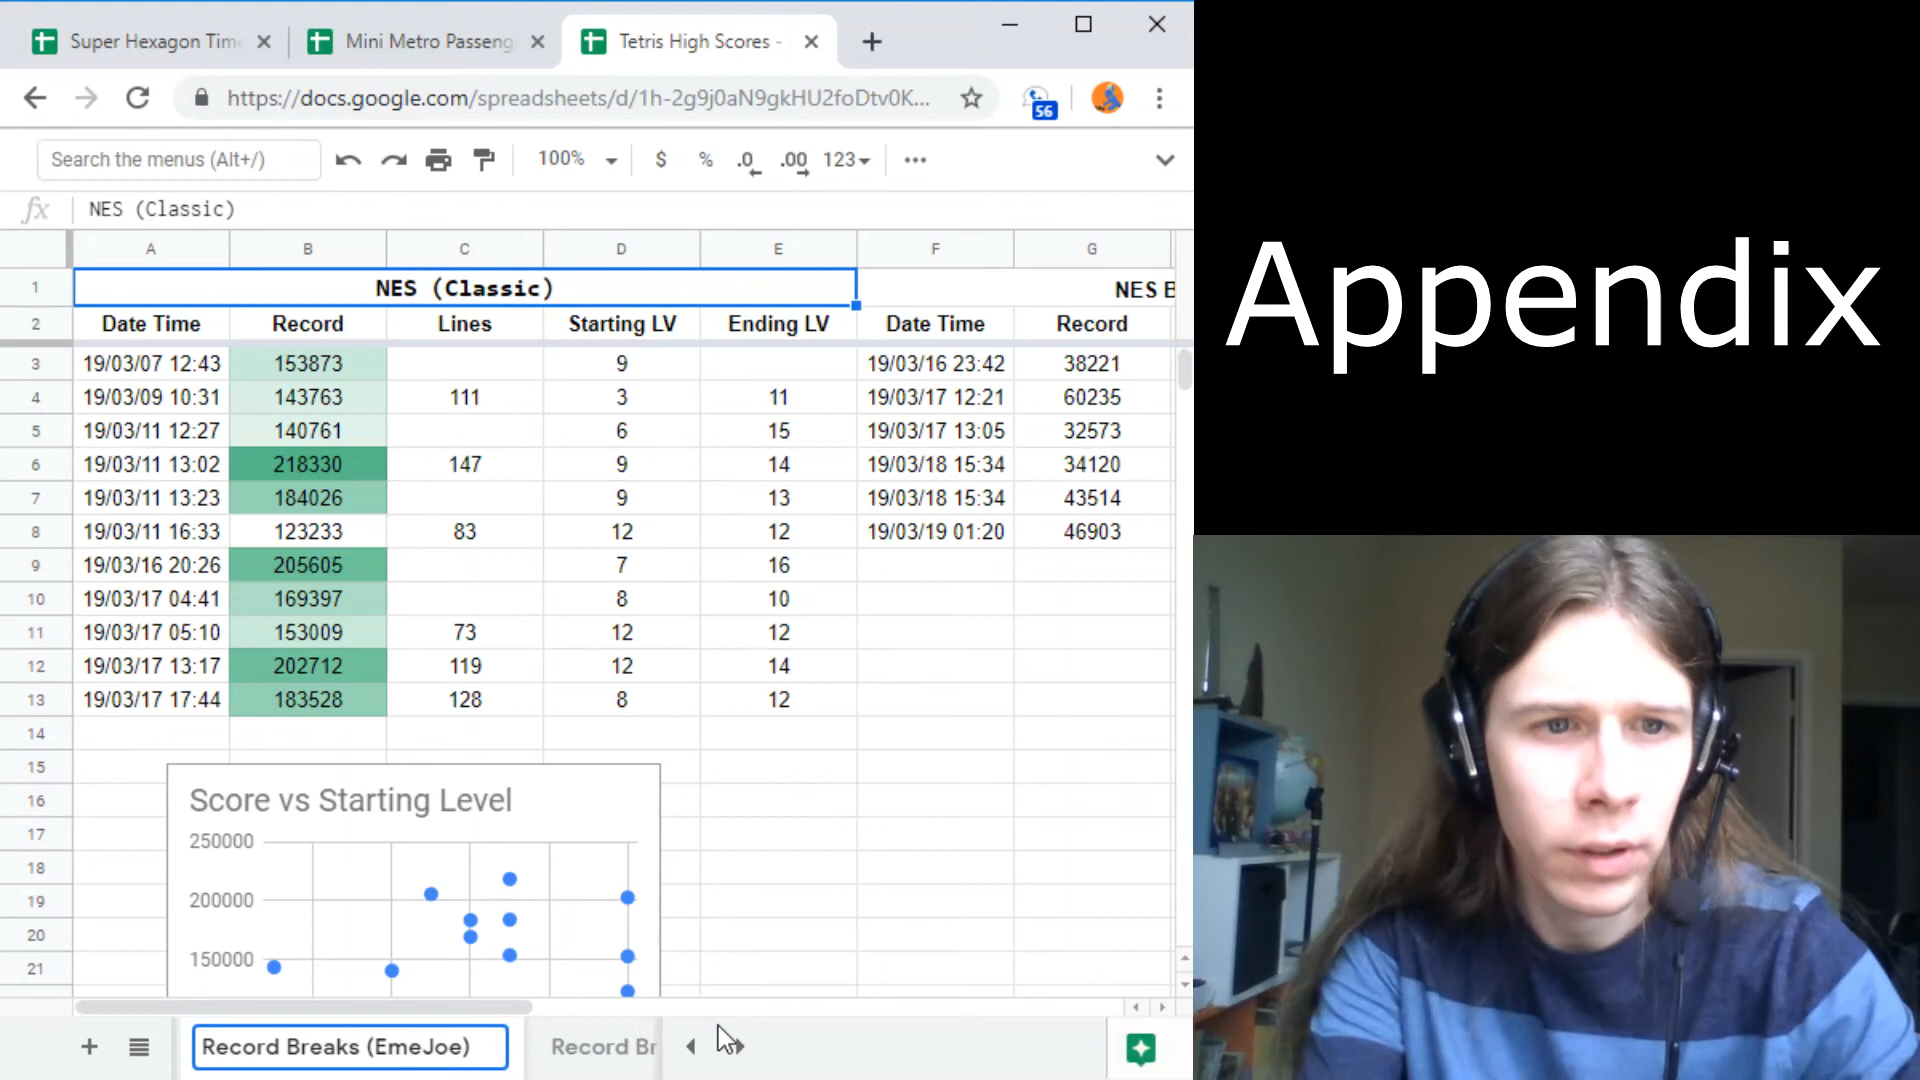 Super Hexagon Time
Mini Metro Passeng
Tetris High Scores -
https://docs.google.com/spreadsheets/d/1h-2g9j0aN9gkHU2foDtv0K...
56
Search the menus (Alt+/)
100%
$ % .0 .00 123
fx NES (Classic)
A B C D E F G
1 NES (Classic) NES B
2 Date Time Record Lines Starting LV Ending LV Date Time Record
3 19/03/07 12:43 153873 9 19/03/16 23:42 38221
4 19/03/09 10:31 143763 111 3 11 19/03/17 12:21 60235
5 19/03/11 12:27 140761 6 15 19/03/17 13:05 32573
6 19/03/11 13:02 218330 147 9 14 19/03/18 15:34 34120
7 19/03/11 13:23 184026 9 13 19/03/18 15:34 43514
8 19/03/11 16:33 123233 83 12 12 19/03/19 01:20 46903
9 19/03/16 20:26 205605 7 16
10 19/03/17 04:41 169397 8 10
11 19/03/17 05:10 153009 73 12 12
12 19/03/17 13:17 202712 119 12 14
13 19/03/17 17:44 183528 128 8 12
14
15
16 Score vs Starting Level
17 250000
18
19 200000
20
21 150000
Record Breaks (EmeJoe) Record Br
Appendix